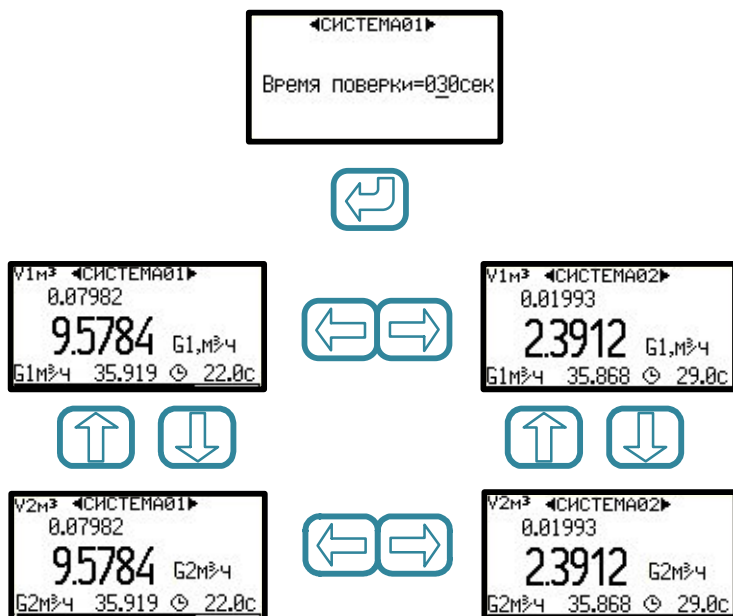 ◀СИСТЕМА01▶
Время поверки=030сек
V1м³ ◀СИСТЕМА01▶
0.07982
9.5784 G1,м³/ч
G1м³/ч 35.919 22.0с
V1м³ ◀СИСТЕМА02▶
0.01993
2.3912 G1,м³/ч
G1м³/ч 35.868 29.0с
V2м³ ◀СИСТЕМА01▶
0.07982
9.5784 G2м³/ч
G2м³/ч 35.919 22.0с
V2м³ ◀СИСТЕМА02▶
0.01993
2.3912 G2м³/ч
G2м³/ч 35.868 29.0с